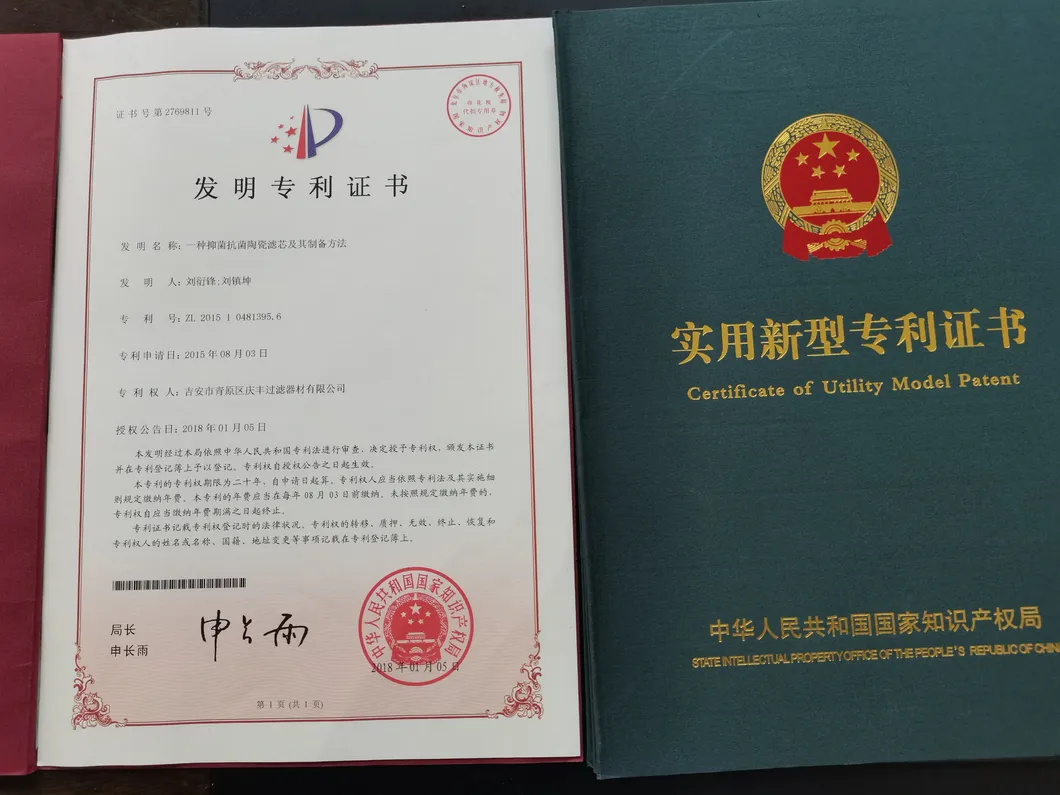 证书号第2769811号
发明专利证书
发 明 名 称：一种抑菌抗菌陶瓷滤芯及其制备方法
发 明 人：刘衍锋;刘镇坤
专 利 号：ZL 2015 1 0481395.6
专利申请日：2015年08月03日
专 利 权 人：吉安市青原区庆丰过滤器材有限公司
授权公告日：2018年01月05日
本发明经过本局依照中华人民共和国专利法进行审查，决定授予专利权，颁发本证书
并在专利登记簿上予以登记。专利权自授权公告之日起生效。
本专利的专利权期限为二十年，自申请日起算。专利权人应当依照专利法及其实施细
则规定缴纳年费。本专利的年费应当在每年08月03日前缴纳。未按照规定缴纳年费的，
专利权自应当缴纳年费期满之日起终止。
专利证书记载专利权登记时的法律状况。专利权的转移、质押、无效、终止、恢复和
专利权人的姓名或名称、国籍、地址变更等事项记载在专利登记簿上。
局长
申长雨
申长雨
中华人民共和国国家知识产权局
2018年01月05日
第1页(共1页)
实用新型专利证书
Certificate of Utility Model Patent
中华人民共和国国家知识产权局
STATE INTELLECTUAL PROPERTY OFFICE OF THE PEOPLE'S REPUBLIC OF CHINA